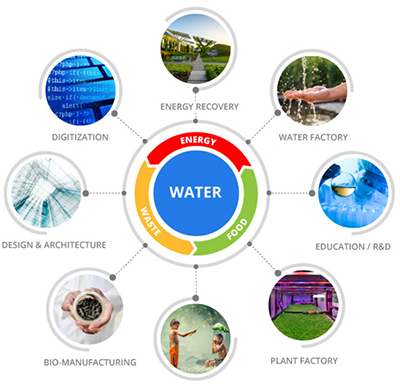 ENERGY RECOVERY
DIGITIZATION
WATER FACTORY
ENERGY
WATER
WASTE
FOOD
DESIGN & ARCHITECTURE
EDUCATION / R&D
BIO-MANUFACTURING
PLANT FACTORY